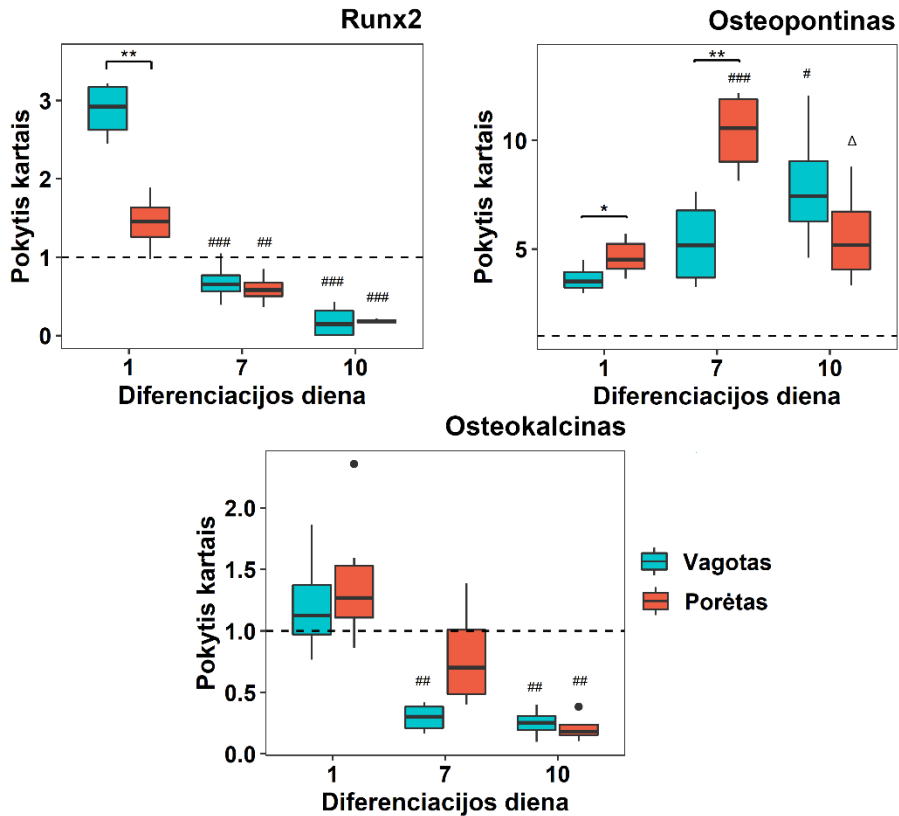 Runx2
**
3
2
1
0
###
##
###
###
Pokytis kartais
1 7 10
Diferenciacijos diena
Osteopontinas
**
###
#
Δ
*
10
5
Pokytis kartais
1 7 10
Diferenciacijos diena
Osteokalcinas
2.0
1.5
1.0
0.5
0.0
##
##
##
Pokytis kartais
1 7 10
Diferenciacijos diena
Vagotas
Porėtas